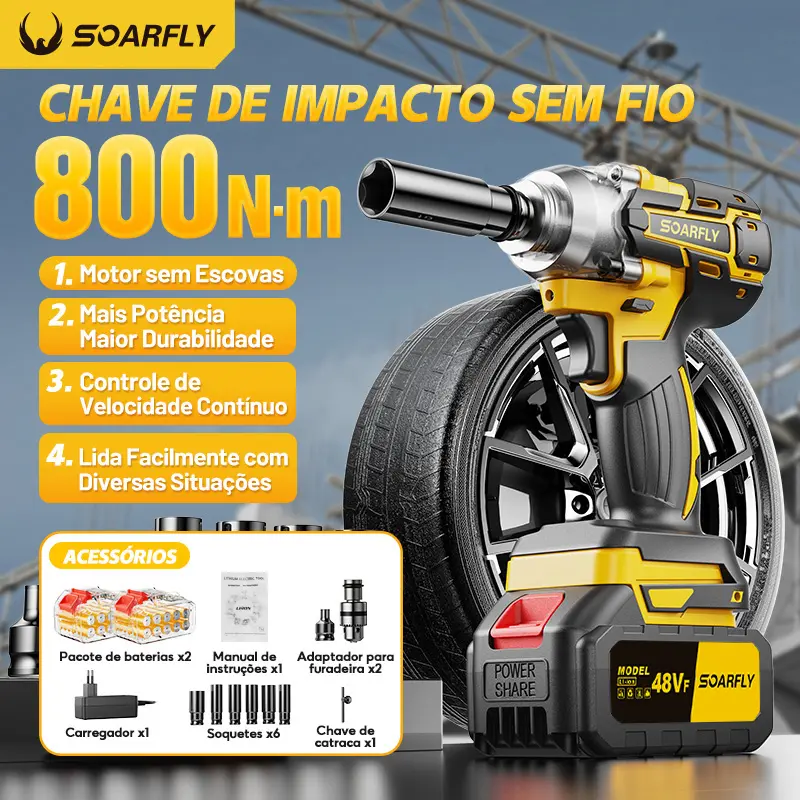 SOARFLY
CHAVE DE IMPACTO SEM FIO
800 N·m
1. Motor sem Escovas
2. Mais Potência
Maior Durabilidade
3. Controle de
Velocidade Contínuo
4. Lida Facilmente com
Diversas Situações
SOARFLY
ACESSÓRIOS
Pacote de baterias x2
Manual de
instruções x1
Adaptador para
furadeira x2
Carregador x1
Soquetes x6
Chave de
catraca x1
POWER
SHARE
MODEL
48VF
SOARFLY